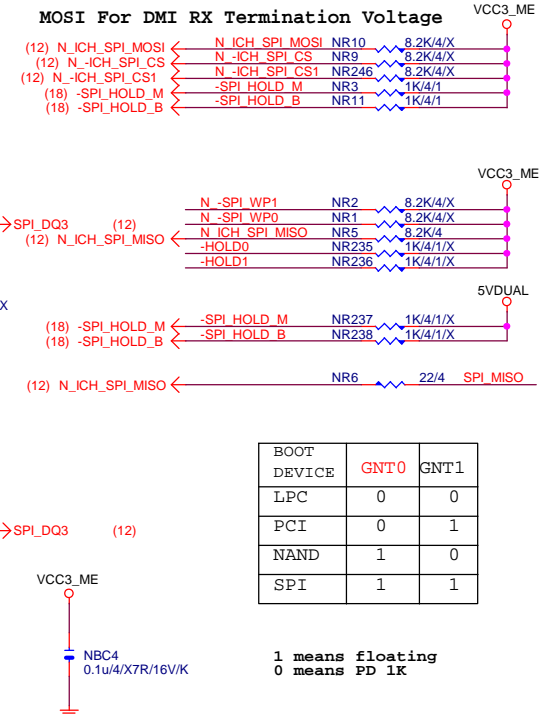 MOSI For DMI RX Termination Voltage
VCC3_ME
(12) N_ICH_SPI_MOSI N_ICH_SPI_MOSI NR10 8.2K/4/X
(12) N_-ICH_SPI_CS N_-ICH_SPI_CS NR9 8.2K/4/X
(12) N_-ICH_SPI_CS1 N_-ICH_SPI_CS1 NR246 8.2K/4/X
(18) -SPI_HOLD_M -SPI_HOLD_M NR3 1K/4/1
(18) -SPI_HOLD_B -SPI_HOLD_B NR11 1K/4/1
VCC3_ME
N_-SPI_WP1 NR2 8.2K/4/X
SPI_DQ3 (12) N_-SPI_WP0 NR1 8.2K/4/X
(12) N_ICH_SPI_MISO N_ICH_SPI_MISO NR5 8.2K/4
-HOLD0 NR235 1K/4/1/X
-HOLD1 NR236 1K/4/1/X
5VDUAL
X
(18) -SPI_HOLD_M -SPI_HOLD_M NR237 1K/4/1/X
(18) -SPI_HOLD_B -SPI_HOLD_B NR238 1K/4/1/X
(12) N_ICH_SPI_MISO NR6 22/4 SPI_MISO
BOOT DEVICE GNT0 GNT1
LPC 0 0
PCI 0 1
NAND 1 0
SPI 1 1
SPI_DQ3 (12)
VCC3_ME
NBC4
0.1u/4/X7R/16V/K
1 means floating
0 means PD 1K